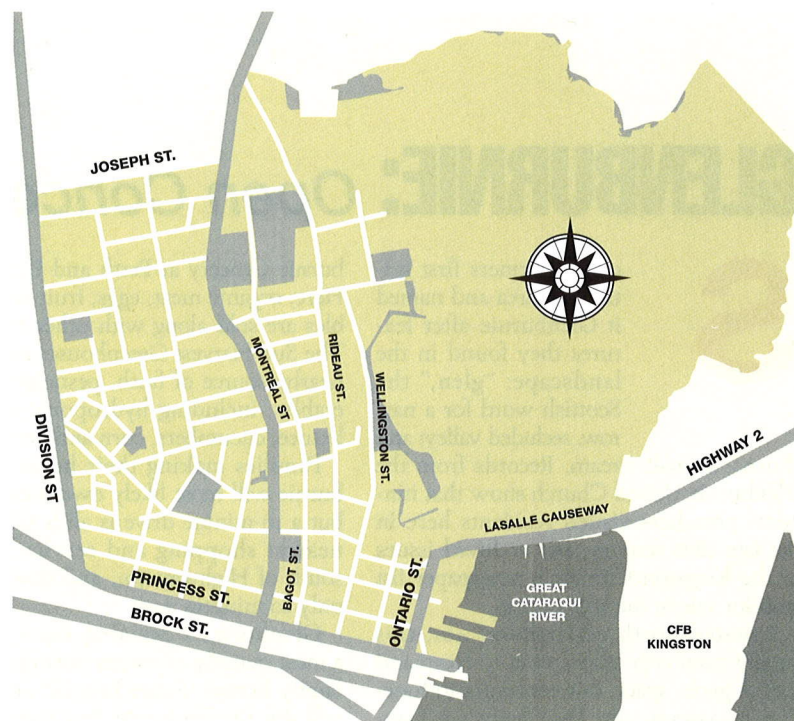 JOSEPH ST.
DIVISION ST
MONTREAL ST
RIDEAU ST.
WELLINGSTON ST.
HIGHWAY 2
LASALLE CAUSEWAY
PRINCESS ST.
BROCK ST.
BAGOT ST.
ONTARIO ST.
GREAT
CATARAQUI
RIVER
CFB
KINGSTON